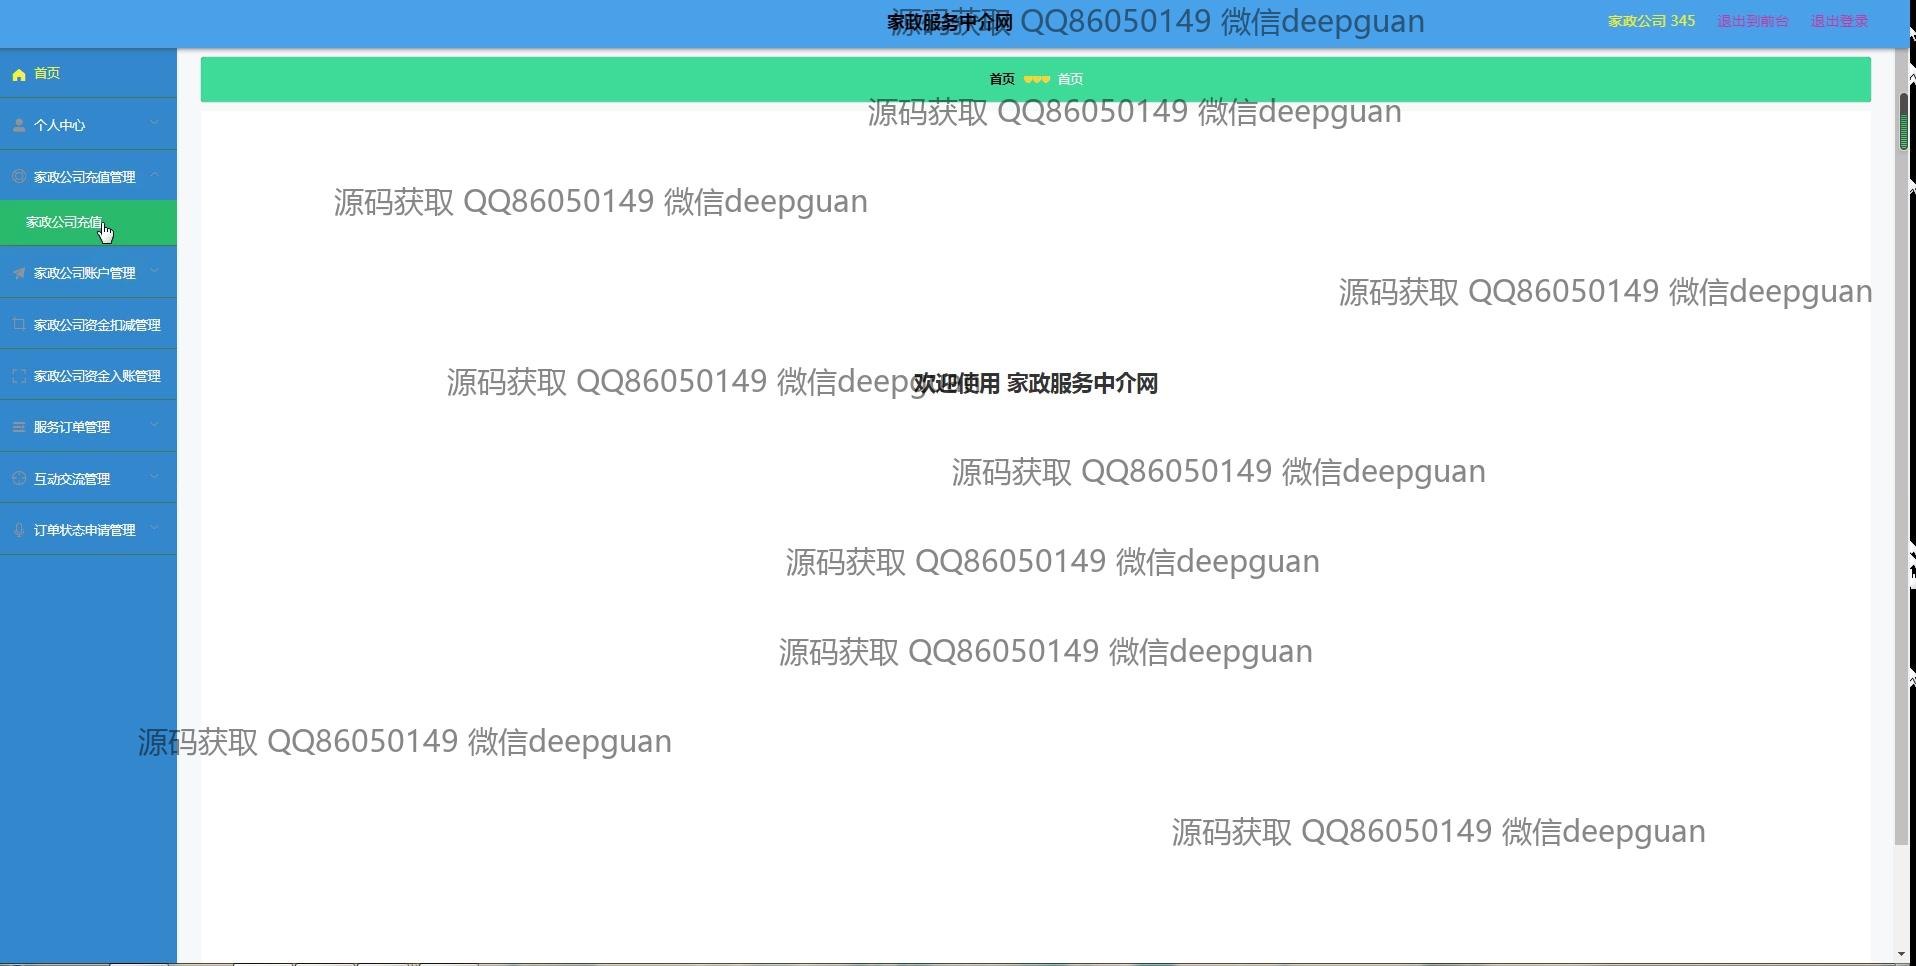 家政服务中介网
源码获取 QQ86050149 微信deepguan
家政公司 345 退出到前台 退出登录
首页
个人中心
家政公司充值管理
家政公司充值
家政公司账户管理
家政公司资金扣减管理
家政公司资金入账管理
服务订单管理
互动交流管理
订单状态申请管理
首页 首页
源码获取 QQ86050149 微信deepguan
源码获取 QQ86050149 微信deepguan
源码获取 QQ86050149 微信deepguan
源码获取 QQ86050149 微信deepguan
欢迎使用 家政服务中介网
源码获取 QQ86050149 微信deepguan
源码获取 QQ86050149 微信deepguan
源码获取 QQ86050149 微信deepguan
源码获取 QQ86050149 微信deepguan
源码获取 QQ86050149 微信deepguan